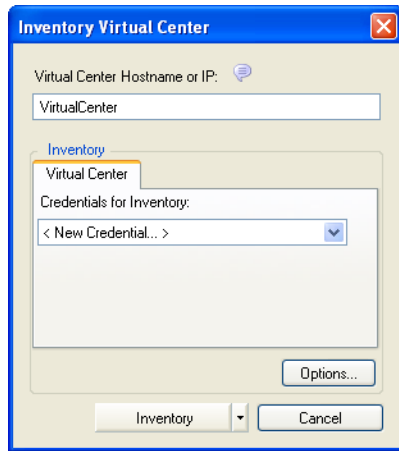 Inventory Virtual Center
Virtual Center Hostname or IP:
VirtualCenter
Inventory
Virtual Center
Credentials for Inventory:
< New Credential... >
Options...
Inventory
Cancel